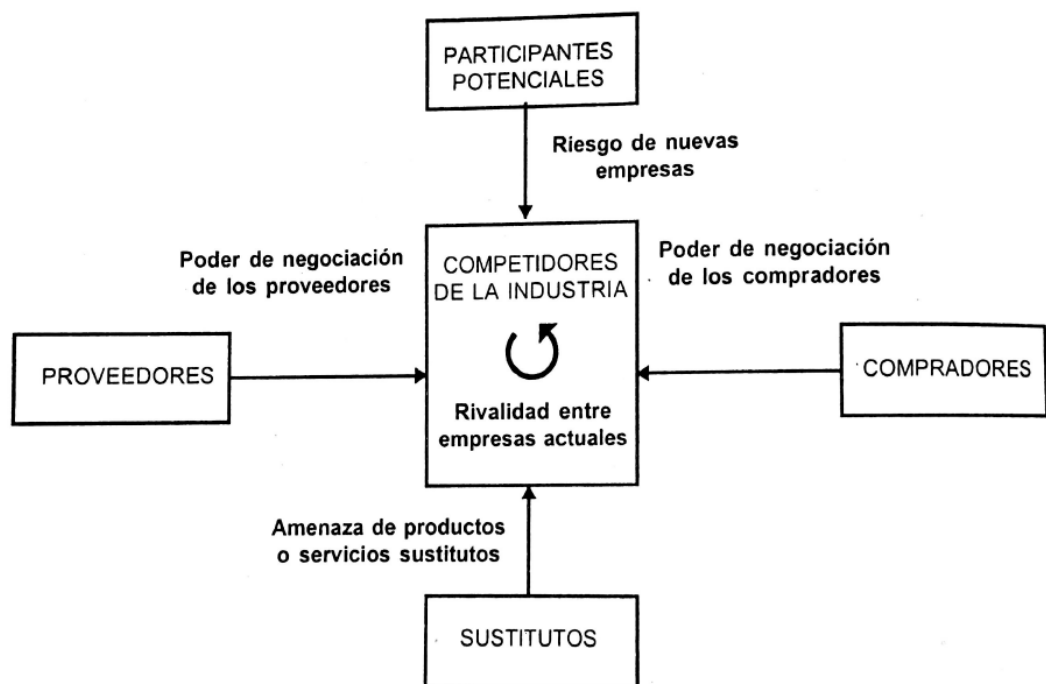 PARTICIPANTES
POTENCIALES
Riesgo de nuevas
empresas
Poder de negociación
de los proveedores
COMPETIDORES
DE LA INDUSTRIA
Poder de negociación
de los compradores
PROVEEDORES
COMPRADORES
Rivalidad entre
empresas actuales
Amenaza de productos
o servicios sustitutos
SUSTITUTOS